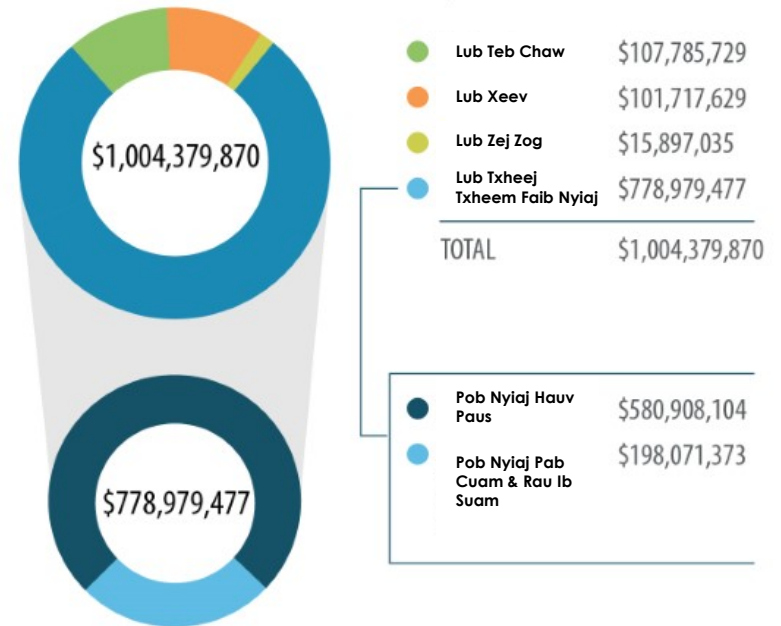 $1,004,379,870
Lub Teb Chaw $107,785,729
Lub Xeev $101,717,629
Lub Zej Zog $15,897,035
Lub Txheej
Txheem Faib Nyiaj $778,979,477
TOTAL $1,004,379,870
$778,979,477
Pob Nyiaj Hauv
Paus $580,908,104
Pob Nyiaj Pab
Cuam & Rau Ib
Suam $198,071,373